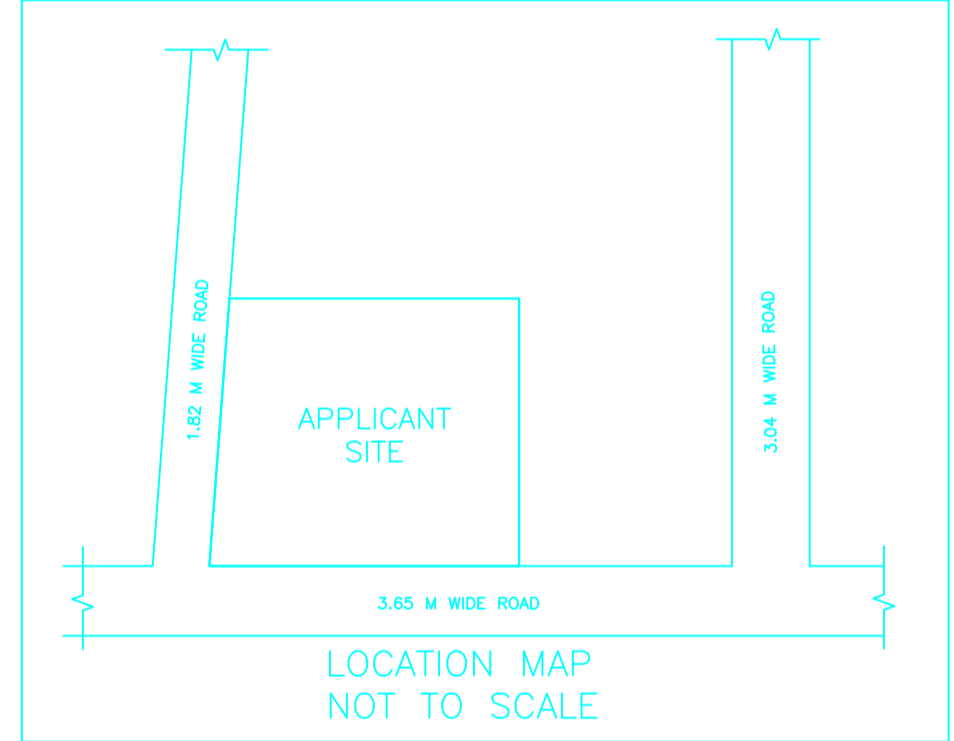 1.82 M WIDE ROAD
3.04 M WIDE ROAD
APPLICANT
SITE
3.65 M WIDE ROAD
LOCATION MAP
NOT TO SCALE